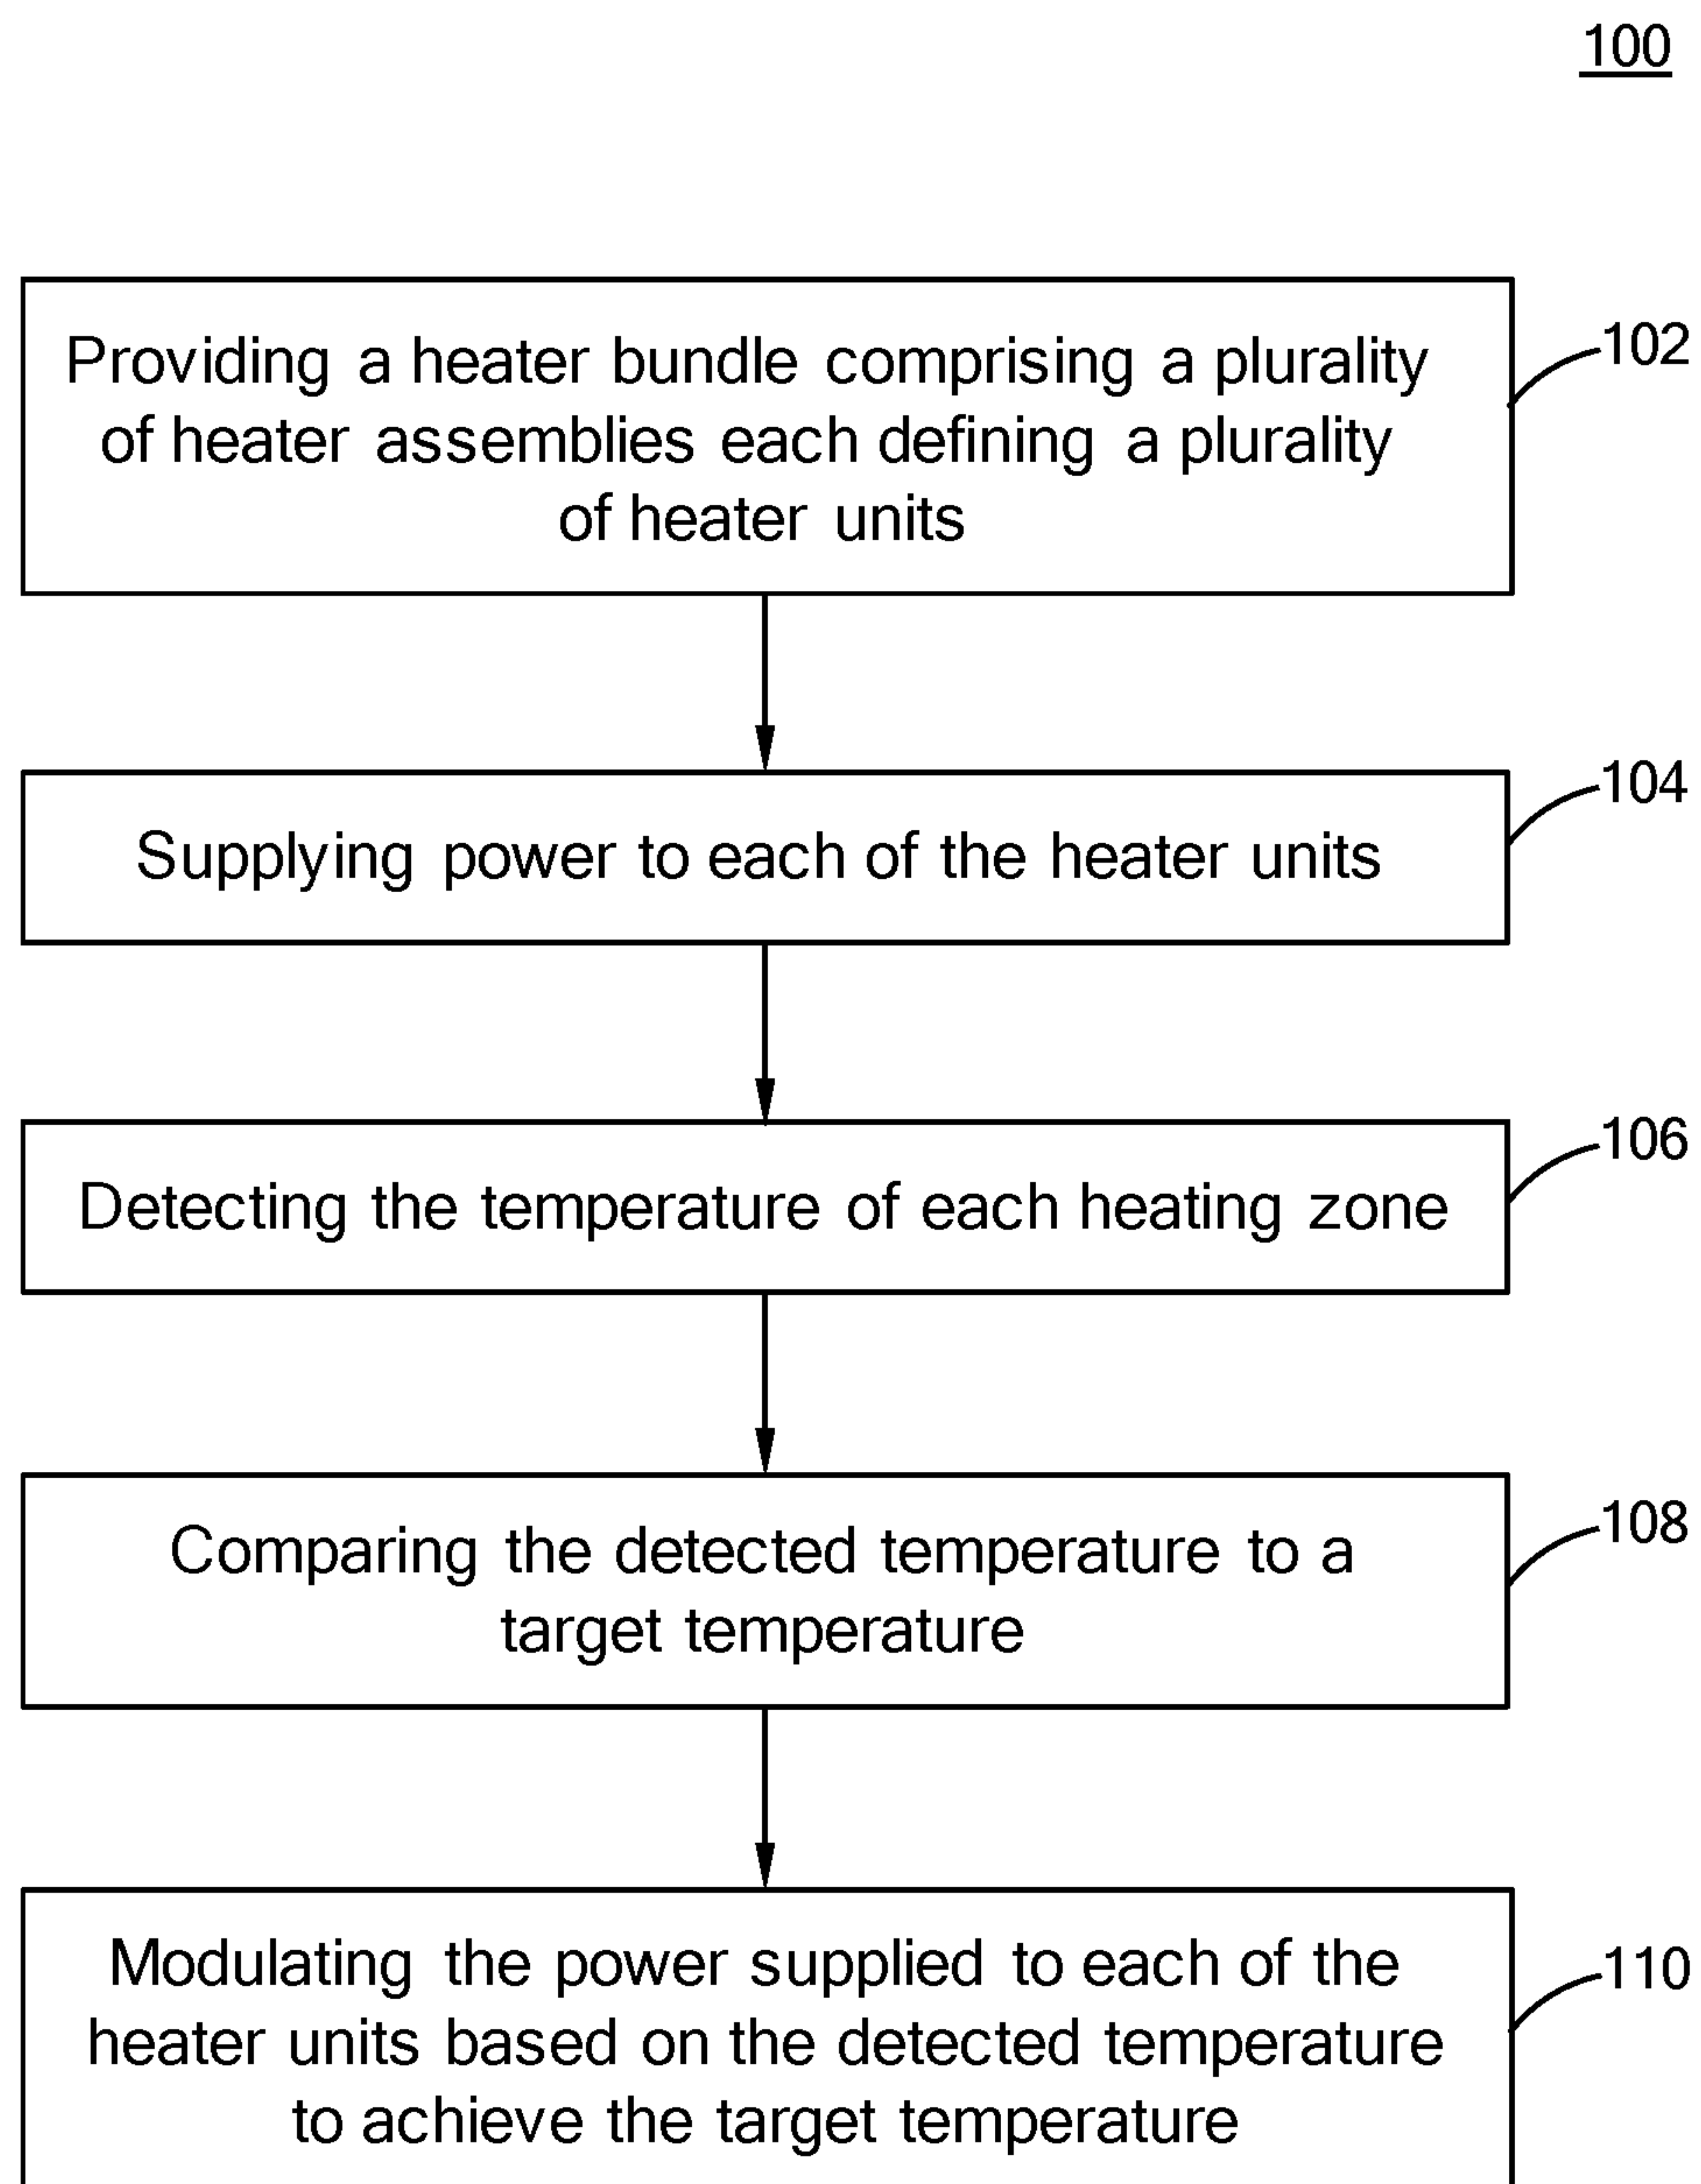 100
Providing a heater bundle comprising a plurality
of heater assemblies each defining a plurality
of heater units
102
Supplying power to each of the heater units
104
Detecting the temperature of each heating zone
106
Comparing the detected temperature to a
target temperature
108
Modulating the power supplied to each of the
heater units based on the detected temperature
to achieve the target temperature
110